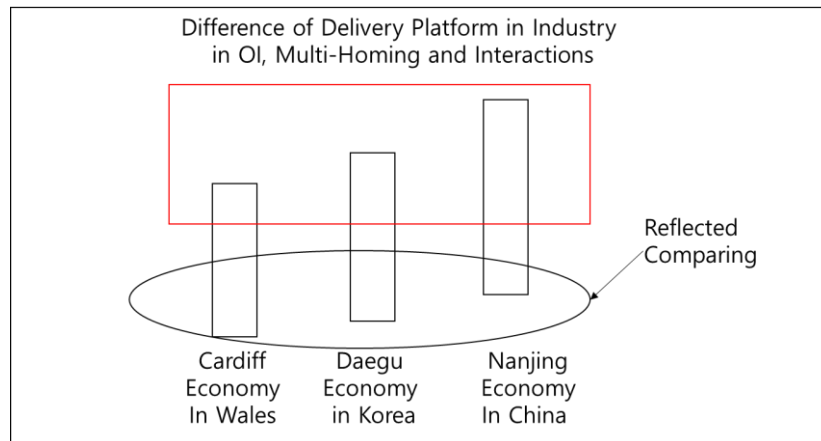 Difference of Delivery Platform in Industry
in OI, Multi-Homing and Interactions
Reflected
Comparing
Cardiff
Economy
In Wales
Daegu
Economy
in Korea
Nanjing
Economy
In China